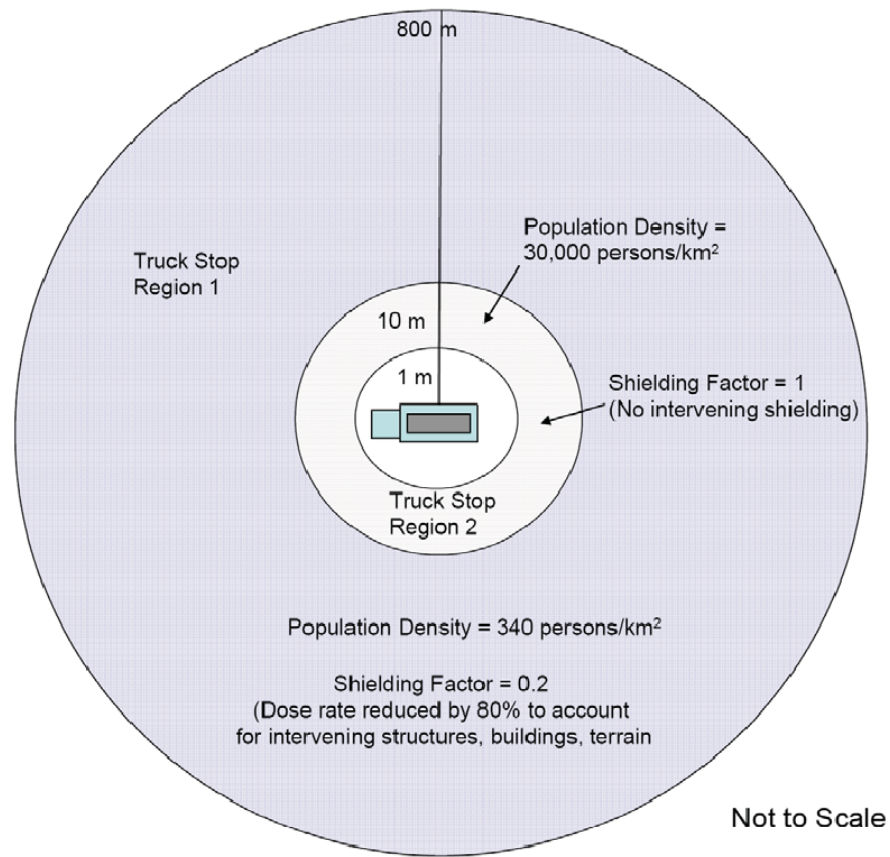 800 m
Population Density =
30,000 persons/km²
Truck Stop
Region 1
10 m
1 m
Shielding Factor = 1
(No intervening shielding)
Truck Stop
Region 2
Population Density = 340 persons/km²
Shielding Factor = 0.2
(Dose rate reduced by 80% to account
for intervening structures, buildings, terrain
Not to Scale